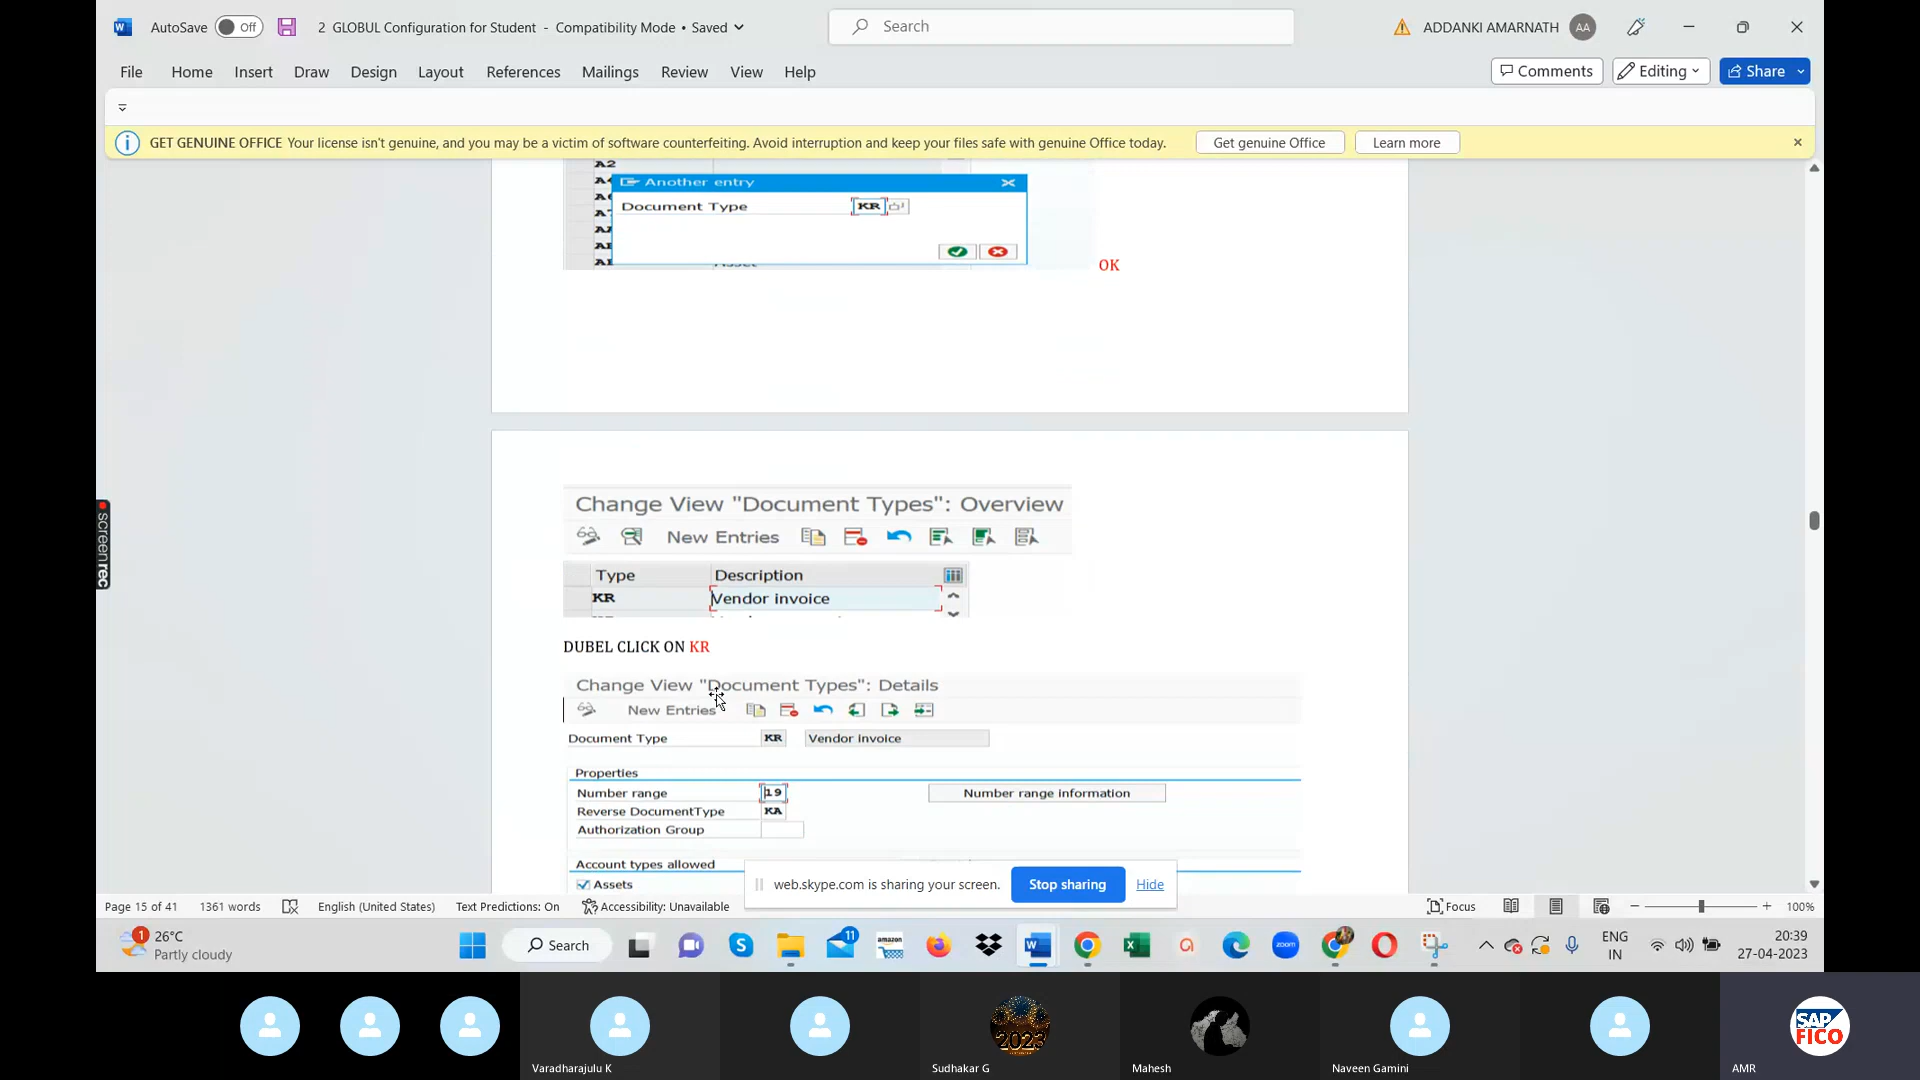 AutoSave Off 2 GLOBUL Configuration for Student - Compatibility Mode • Saved Search ADDANKI AMARNATH AA
File Home Insert Draw Design Layout References Mailings Review View Help Comments Editing Share
GET GENUINE OFFICE Your license isn't genuine, and you may be a victim of software counterfeiting. Avoid interruption and keep your files safe with genuine Office today. Get genuine Office Learn more
A2
Another entry
Document Type KR
OK
Change View "Document Types": Overview
New Entries
Type Description
KR Vendor invoice
DUBEL CLICK ON KR
Change View "Document Types": Details
New Entries
Document Type KR Vendor invoice
Properties
Number range 19 Number range information
Reverse DocumentType KA
Authorization Group
Account types allowed
Assets
web.skype.com is sharing your screen. Stop sharing Hide
screenrec
Page 15 of 41 1361 words English (United States) Text Predictions: On Accessibility: Unavailable Focus 100%
1 26°C
Partly cloudy
Search
11
amazon
zoom
ENG
IN
20:39
27-04-2023
2023
SAP
FICO
Varadharajulu K Sudhakar G Mahesh Naveen Gamini AMR